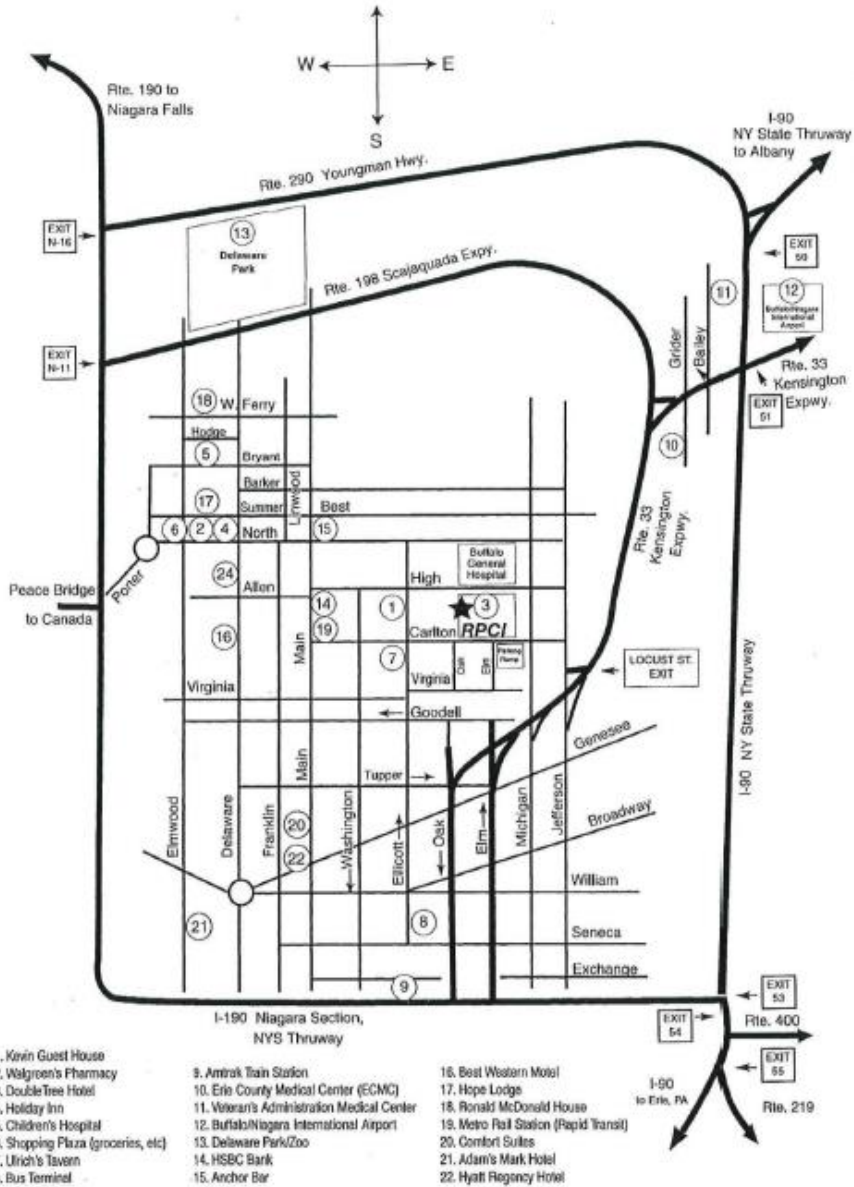 W E
S
Rte. 190 to
Niagara Falls
I-90
NY State Thruway
to Albany
Rte. 290 Youngman Hwy.
EXIT
N-16
13
Delaware
Park
EXIT
50
Rte. 198 Scajaquada Expy.
11
12
Buffalo/Niagara
International
Airport
EXIT
N-11
Grider
Bailey
Rte. 33
Kensington
Expwy.
EXIT
51
18 W. Ferry
Hodge
5 Bryant
10
Barker
Linwood
17 Summer Best
6 2 4 North 15
Rte. 33
Kensington
Expwy.
Porter
Buffalo
General
Hospital
24 Allen High
Peace Bridge
to Canada
14 1 3
19 Carlton RPCI
16 Main 7
Virginia Oak Elm Parking
Ramp
Virginia
LOCUST ST.
EXIT
Goodell
I-90 NY State Thruway
Genesee
Main Tupper
Elmwood
Delaware
Franklin
20
22
Washington
Ellicott
Oak
Elm
Michigan
Jefferson
Broadway
William
21 8 Seneca
Exchange
9
EXIT
53
I-190 Niagara Section,
NYS Thruway
EXIT
54
Rte. 400
EXIT
55
I-90
to Erie, PA
Rte. 219
. Kevin Guest House
. Walgreen's Pharmacy
. DoubleTree Hotel
. Holiday Inn
. Children's Hospital
. Shopping Plaza (groceries, etc)
. Ulrich's Tavern
. Bus Terminal
9. Amtrak Train Station
10. Erie County Medical Center (ECMC)
11. Veteran's Administration Medical Center
12. Buffalo/Niagara International Airport
13. Delaware Park/Zoo
14. HSBC Bank
15. Anchor Bar
16. Best Western Motel
17. Hope Lodge
18. Ronald McDonald House
19. Metro Rail Station (Rapid Transit)
20. Comfort Suites
21. Adam's Mark Hotel
22. Hyatt Regency Hotel